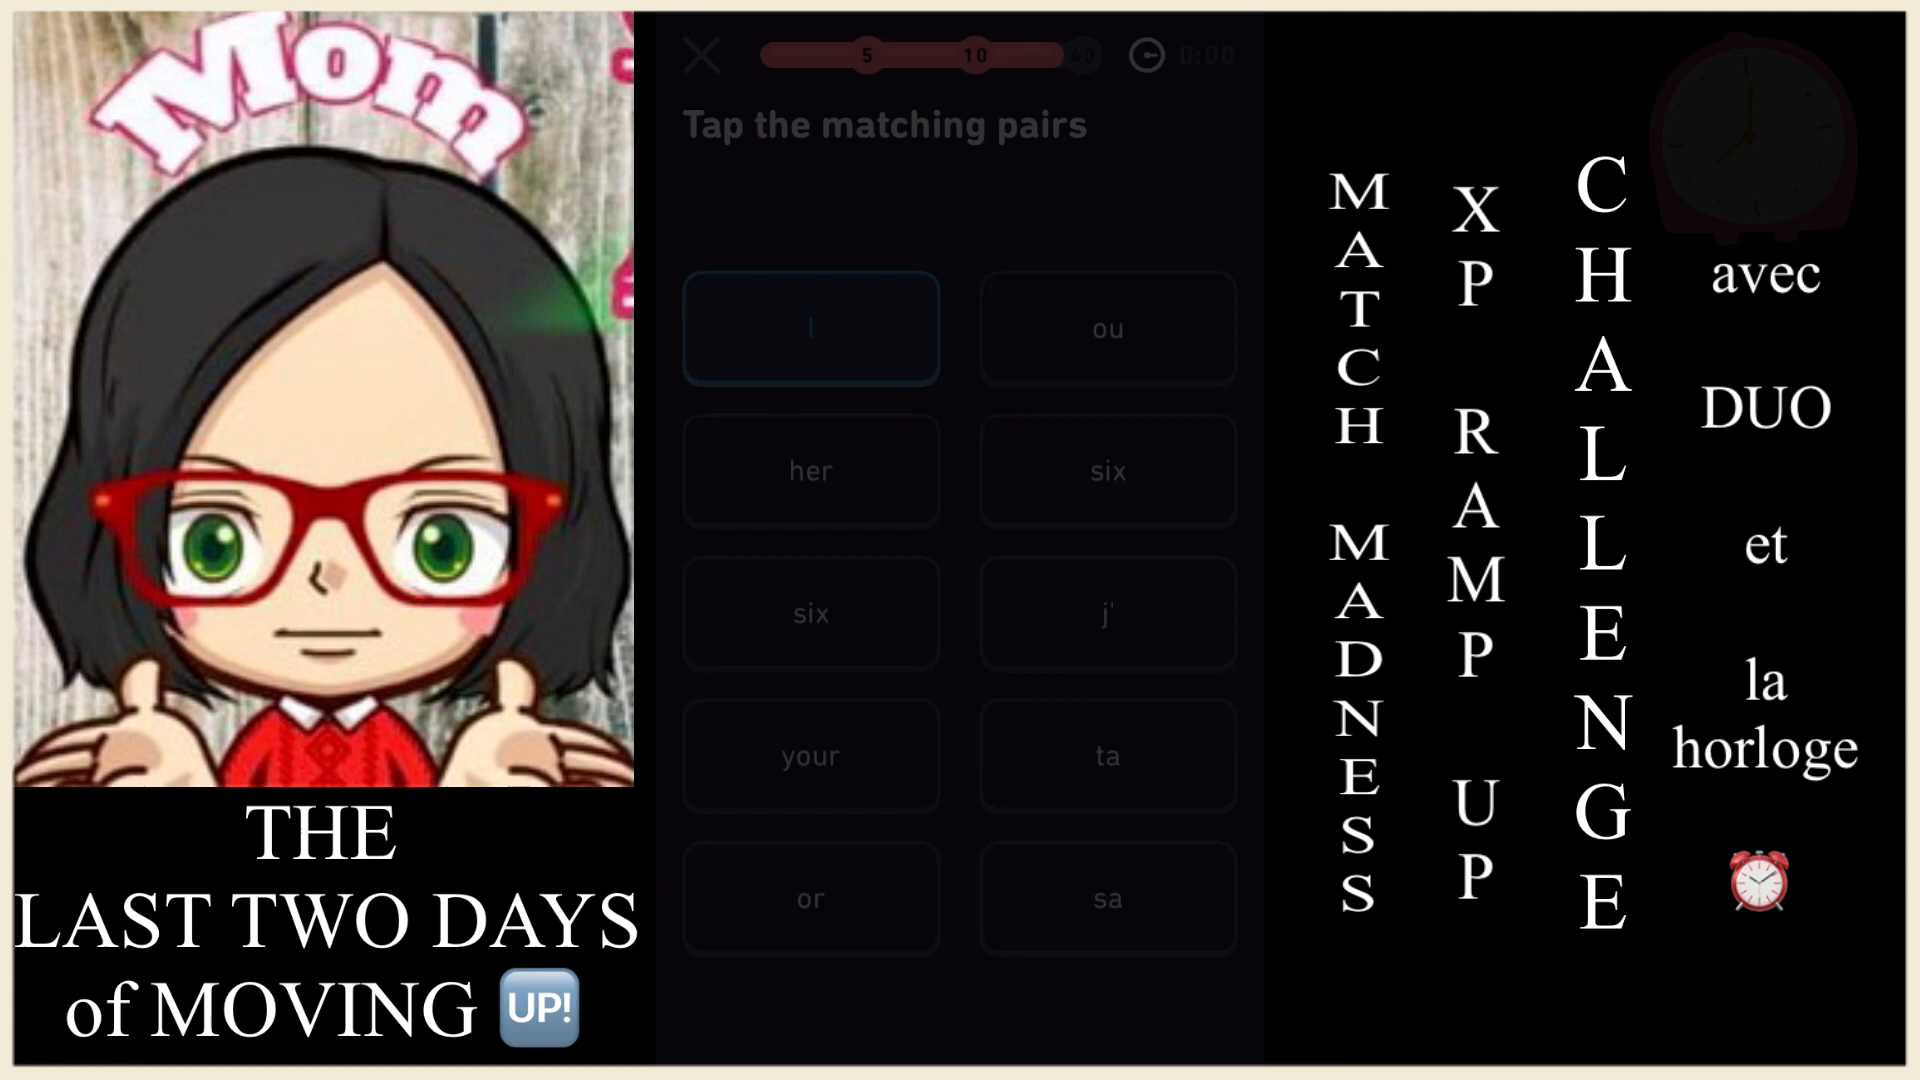 Mom
THE
LAST TWO DAYS
of MOVING UP!
5 10 40 0:00
Tap the matching pairs
I ou
her six
six j'
your ta
or sa
MATCH MADNESS
XP RAMP UP
CHALLENGE
avec
DUO
et
la
horloge